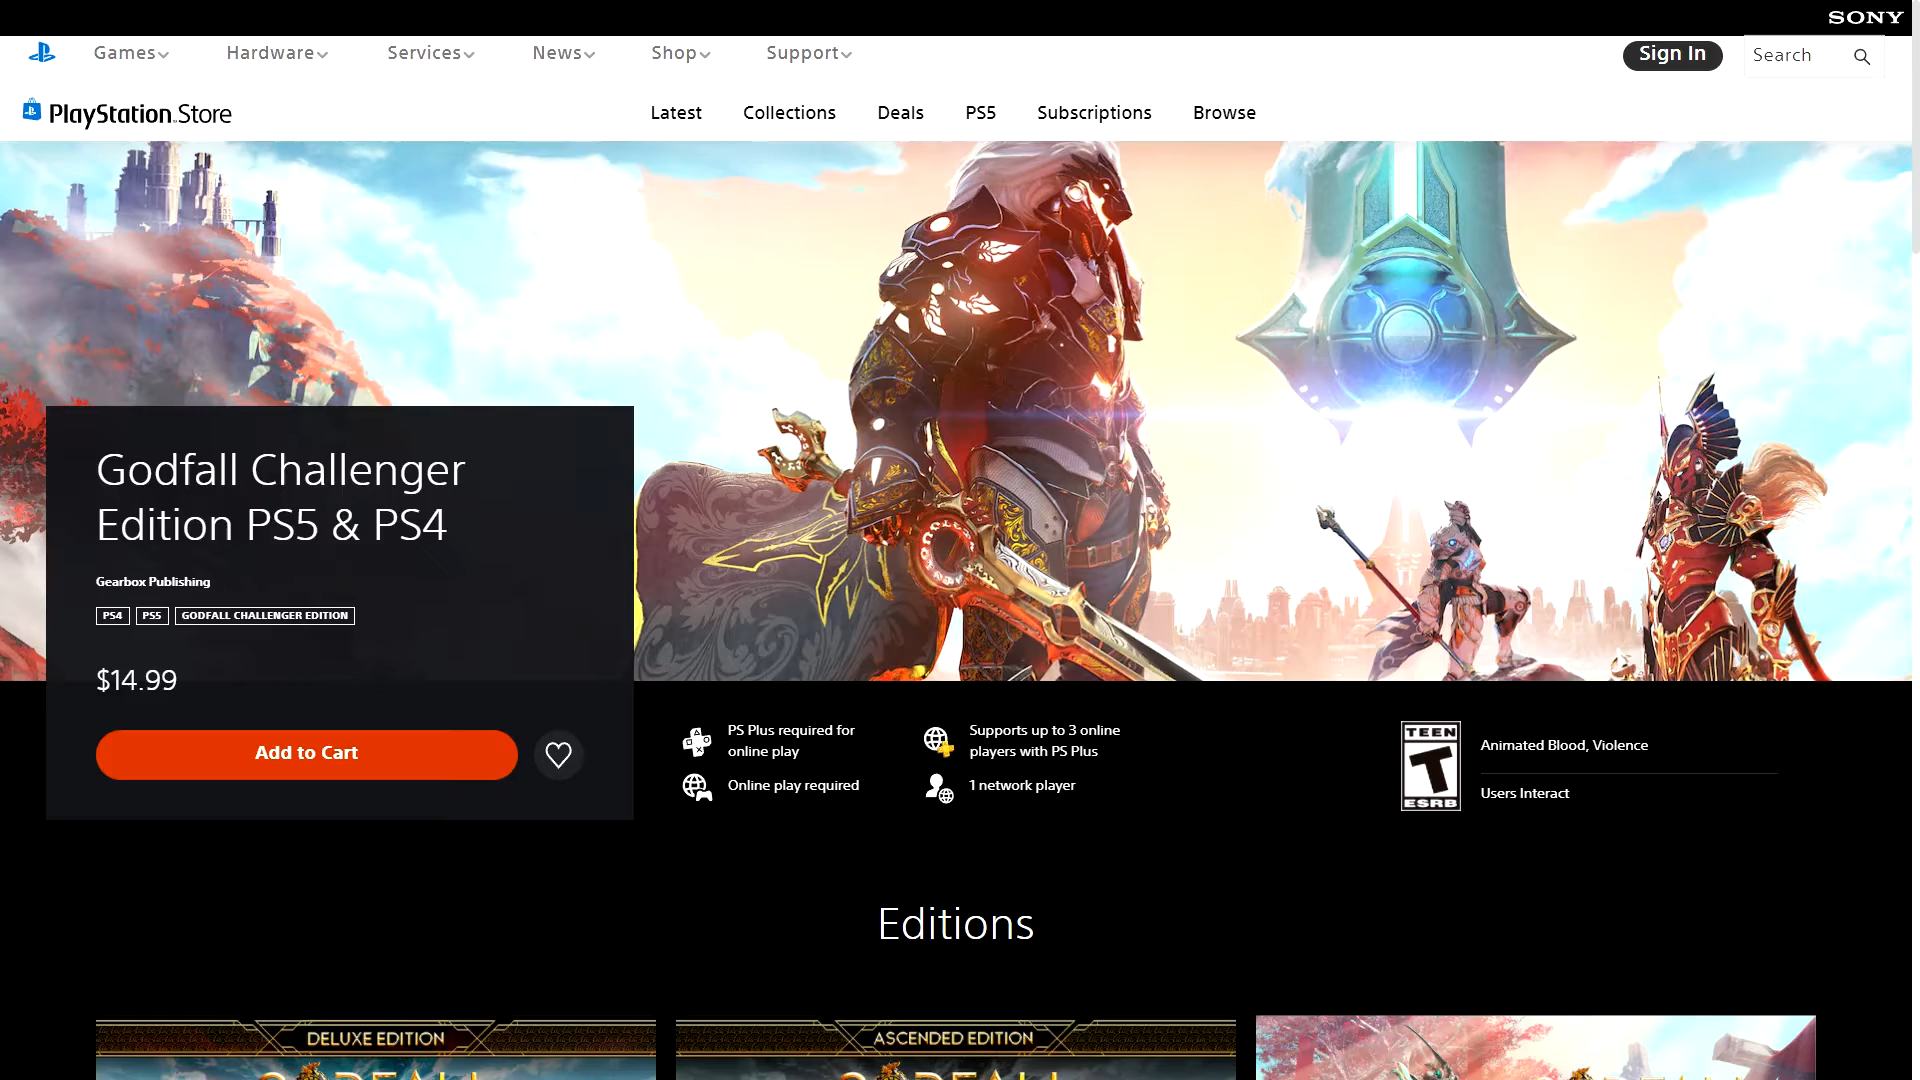 SONY
Games
Hardware
Services
News
Shop
Support
Sign In
Search
PlayStation Store
Latest
Collections
Deals
PS5
Subscriptions
Browse
Godfall Challenger
Edition PS5 & PS4
Gearbox Publishing
PS4
PS5
GODFALL CHALLENGER EDITION
$14.99
Add to Cart
PS Plus required for
online play
Online play required
Supports up to 3 online
players with PS Plus
1 network player
TEEN
T
ESRB
Animated Blood, Violence
Users Interact
Editions
DELUXE EDITION
ASCENDED EDITION